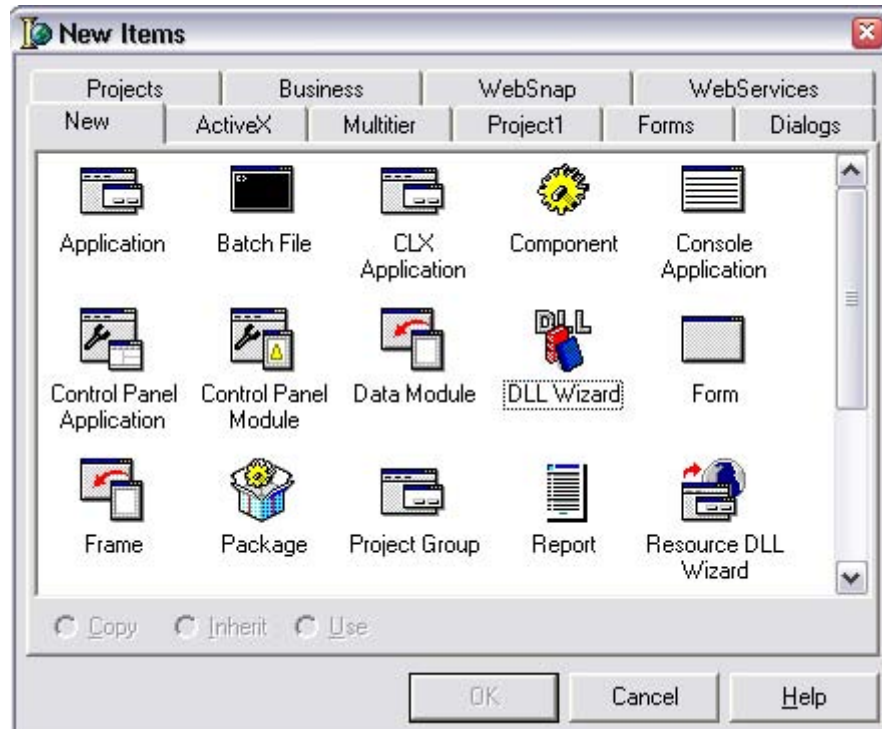 New Items
Projects Business WebSnap WebServices
New ActiveX Multitier Project1 Forms Dialogs
Application Batch File CLX Component Console
Application Application
DLL
Control Panel Control Panel Data Module DLL Wizard Form
Application Module
Frame Package Project Group Report Resource DLL
Wizard
Copy Inherit Use
OK Cancel Help